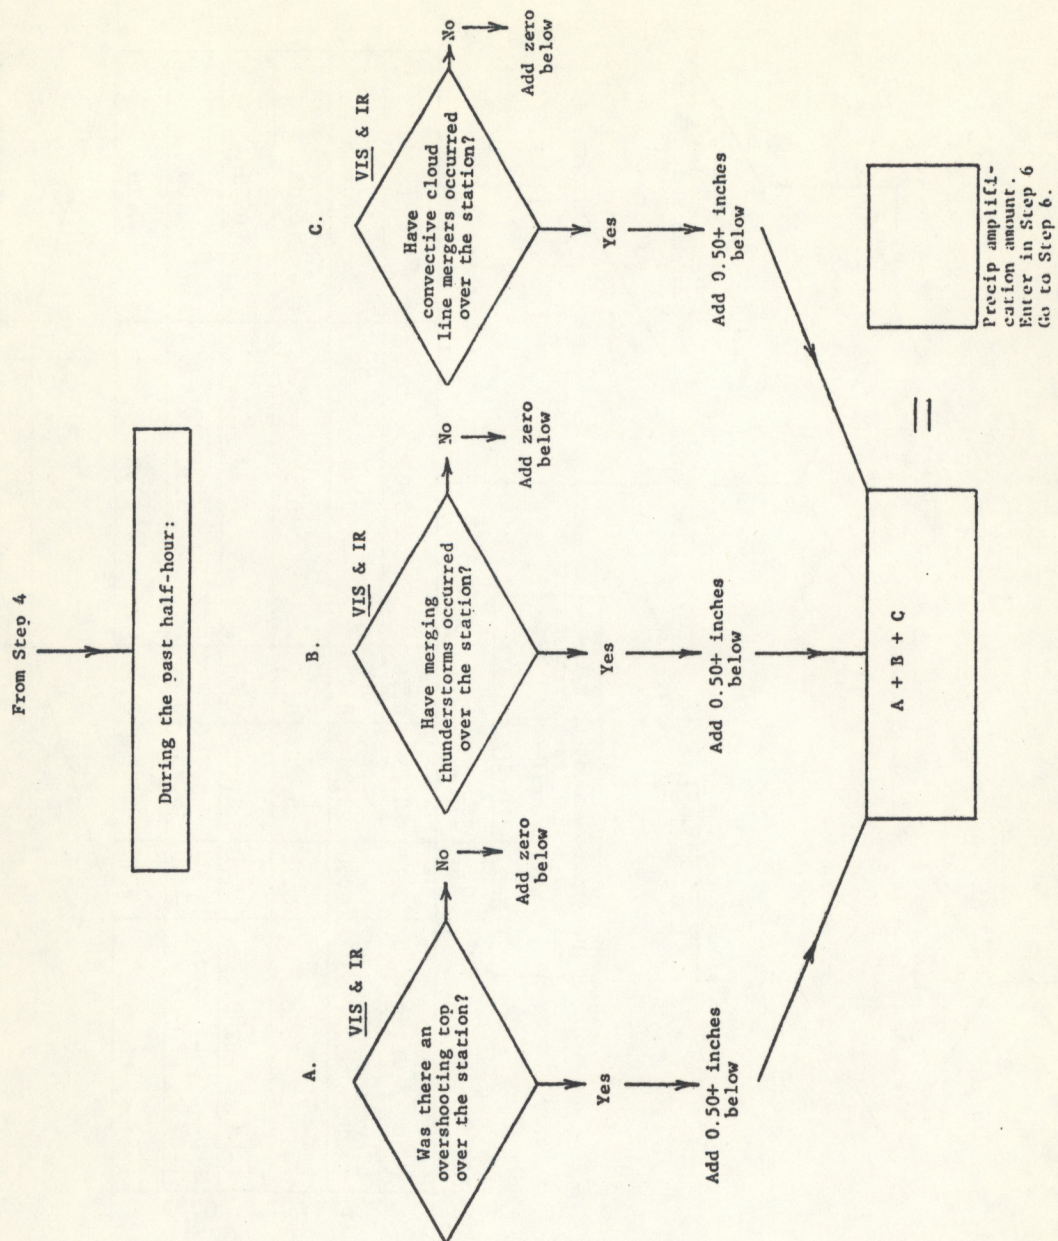 From Step 4
During the past half-hour:
A.
VIS & IR
Was there an
overshooting top
over the station?
No
Add zero
below
Yes
Add 0.50+ inches
below
B.
VIS & IR
Have merging
thunderstorms occurred
over the station?
No
Add zero
below
Yes
Add 0.50+ inches
below
C.
VIS & IR
Have
convective cloud
line mergers occurred
over the station?
No
Add zero
below
Yes
Add 0.50+ inches
below
A + B + C
=
Precip amplifi-
cation amount.
Enter in Step 6
Go to Step 6.